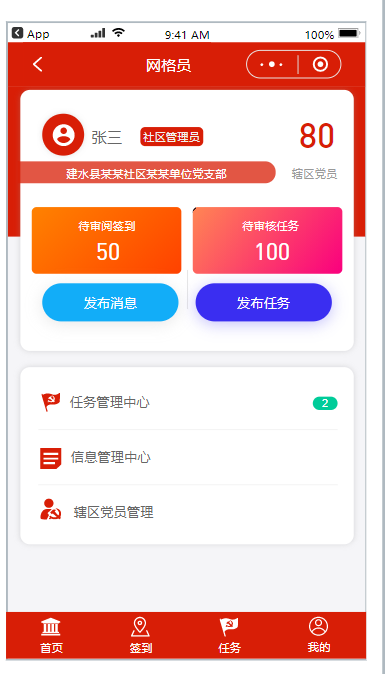 App 9:41 AM 100%
网格员
张三 社区管理员 80
建水县某某社区某某单位党支部 辖区党员
待审阅签到 待审核任务
50 100
发布消息 发布任务
任务管理中心 2
信息管理中心
辖区党员管理
首页 签到 任务 我的